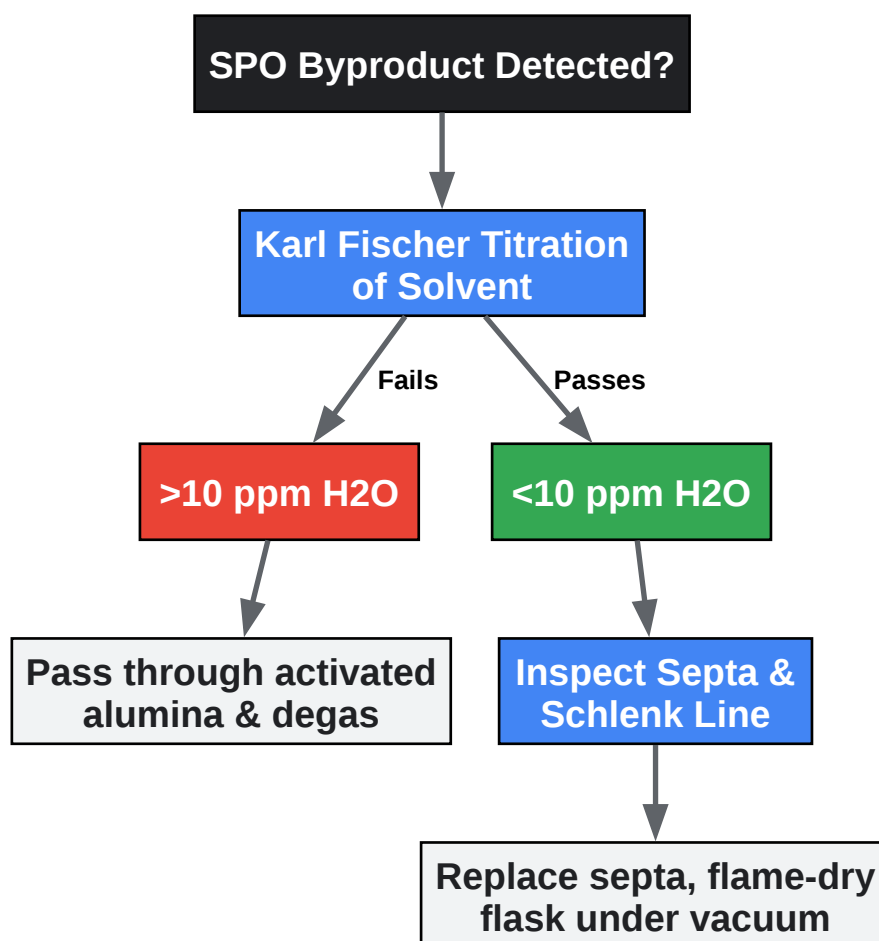 SPO Byproduct Detected?
Karl Fischer Titration
of Solvent
Fails
Passes
>10 ppm H2O
<10 ppm H2O
Pass through activated
alumina & degas
Inspect Septa &
Schlenk Line
Replace septa, flame-dry
flask under vacuum